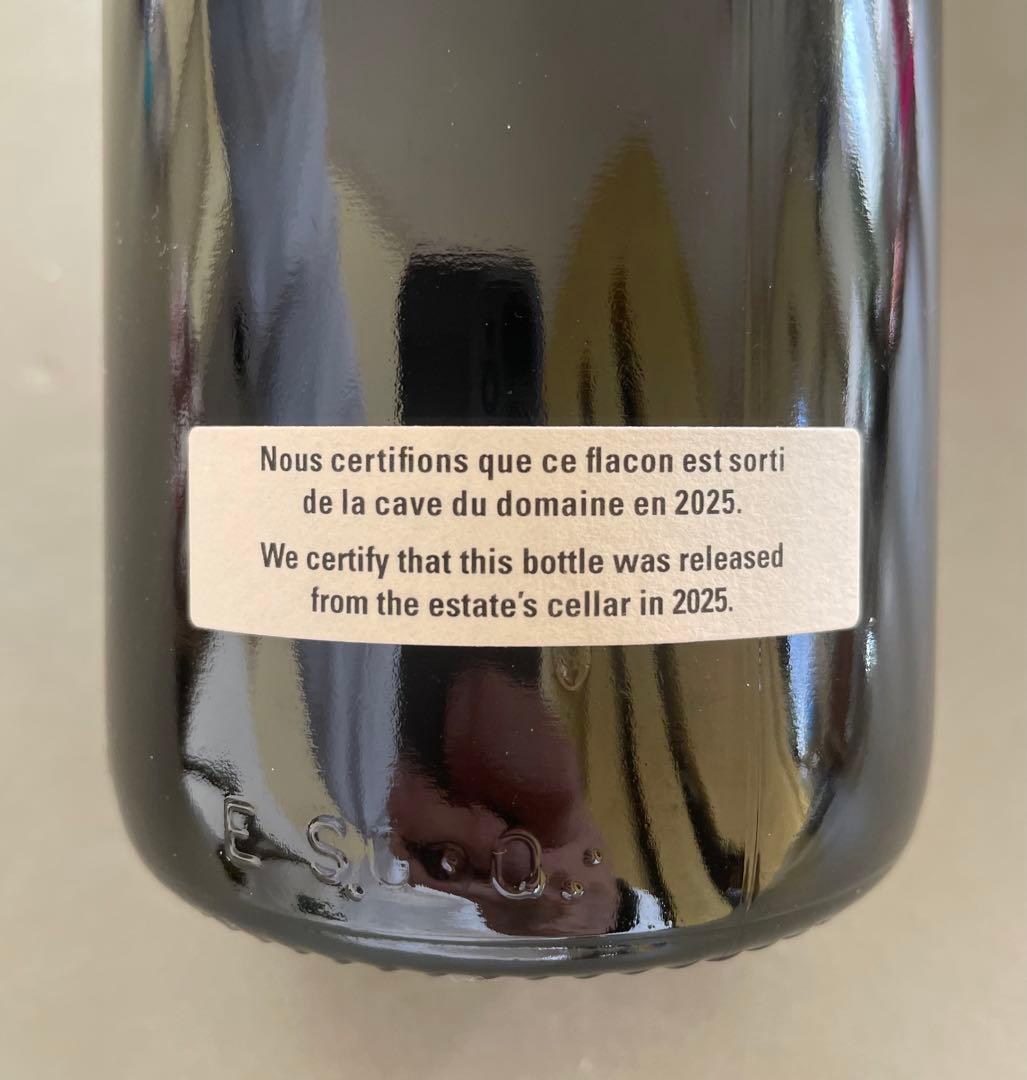 Nous certifions que ce flacon est sorti
de la cave du domaine en 2025.
We certify that this bottle was released
from the estate's cellar in 2025.